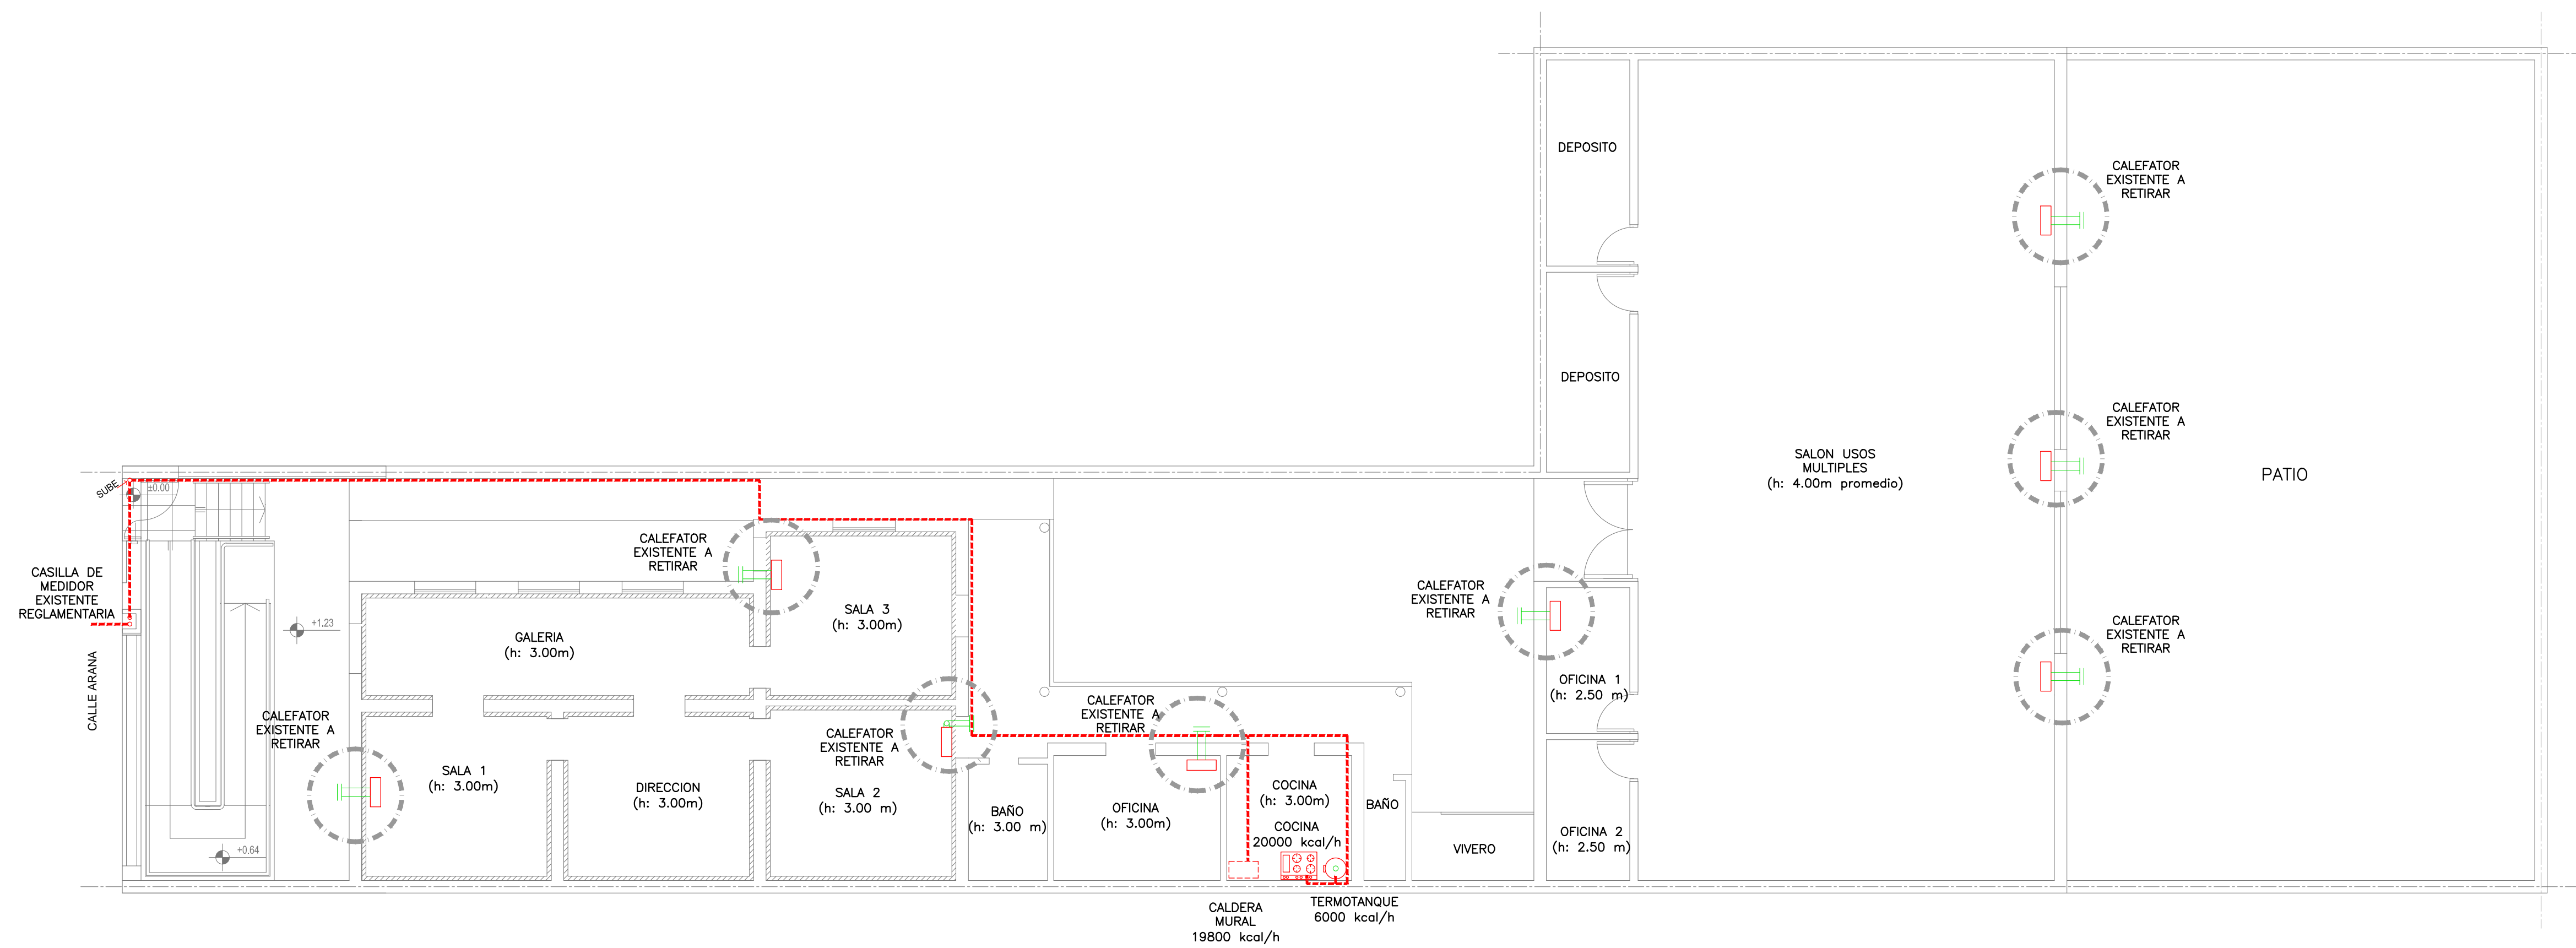 DEPOSITO
CALEFATOR
EXISTENTE A
RETIRAR
DEPOSITO
CALEFATOR
EXISTENTE A
RETIRAR
SALON USOS
MULTIPLES
(h: 4.00m promedio)
PATIO
SUBE
±0.00
CALEFATOR
EXISTENTE A
RETIRAR
CASILLA DE
MEDIDOR
EXISTENTE
REGLAMENTARIA
CALEFATOR
EXISTENTE A
RETIRAR
SALA 3
(h: 3.00m)
+1.23
GALERIA
(h: 3.00m)
CALEFATOR
EXISTENTE A
RETIRAR
CALLE ARANA
OFICINA 1
(h: 2.50 m)
CALEFATOR
EXISTENTE A
RETIRAR
CALEFATOR
EXISTENTE A
RETIRAR
CALEFATOR
EXISTENTE A
RETIRAR
SALA 1
(h: 3.00m)
DIRECCION
(h: 3.00m)
SALA 2
(h: 3.00 m)
BAÑO
(h: 3.00 m)
OFICINA
(h: 3.00m)
COCINA
(h: 3.00m)
COCINA
20000 kcal/h
BAÑO
VIVERO
OFICINA 2
(h: 2.50 m)
+0.64
CALDERA
MURAL
19800 kcal/h
TERMOTANQUE
6000 kcal/h